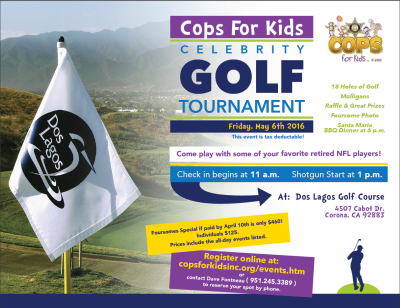 Cops For Kids
CELEBRITY
GOLF
TOURNAMENT
Friday, May 6th 2016
This event is tax deductable!
COPS
for Kids
18 Holes of Golf
Mulligans
Raffle & Great Prizes
Foursome Photo
Santa Maria
BBQ Dinner at 5 p.m.
Dos
Lagos
Come play with some of your favorite retired NFL players!
Check in begins at 11 am. Shotgun Start at 1 pm.
At: Dos Lagos Golf Course
4507 Cabot Dr.
Corona, CA 92883
Foursomes Special if paid by April 10th is only $460!
Individuals $125.
Prices include the all-day events listed.
Register online at:
copsforkidsinc.org/events.htm
or
contact Dave Fontneau ( 951.245.3389 )
to reserve your spot by phone.